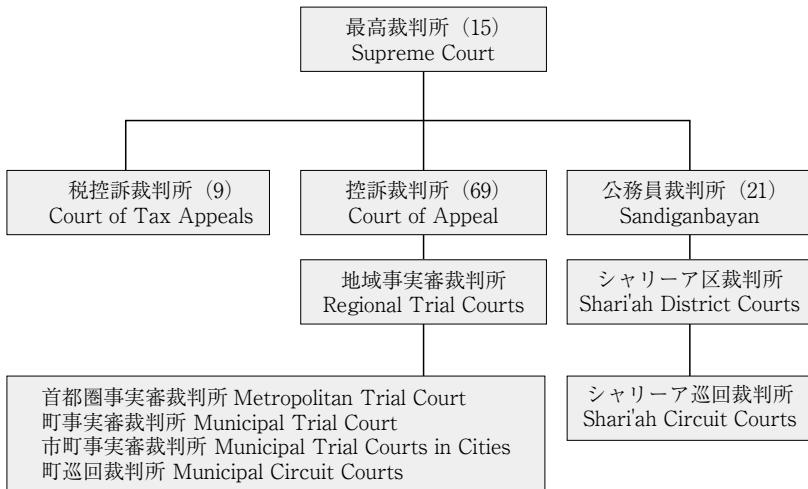 最高裁判所（15）
Supreme Court
税控訴裁判所（9）
Court of Tax Appeals
控訴裁判所（69）
Court of Appeal
公務員裁判所（21）
Sandiganbayan
地域事実審裁判所
Regional Trial Courts
シャリーア区裁判所
Shari'ah District Courts
首都圏事実審裁判所 Metropolitan Trial Court
町事実審裁判所 Municipal Trial Court
市町事実審裁判所 Municipal Trial Courts in Cities
町巡回裁判所 Municipal Circuit Courts
シャリーア巡回裁判所
Shari'ah Circuit Courts